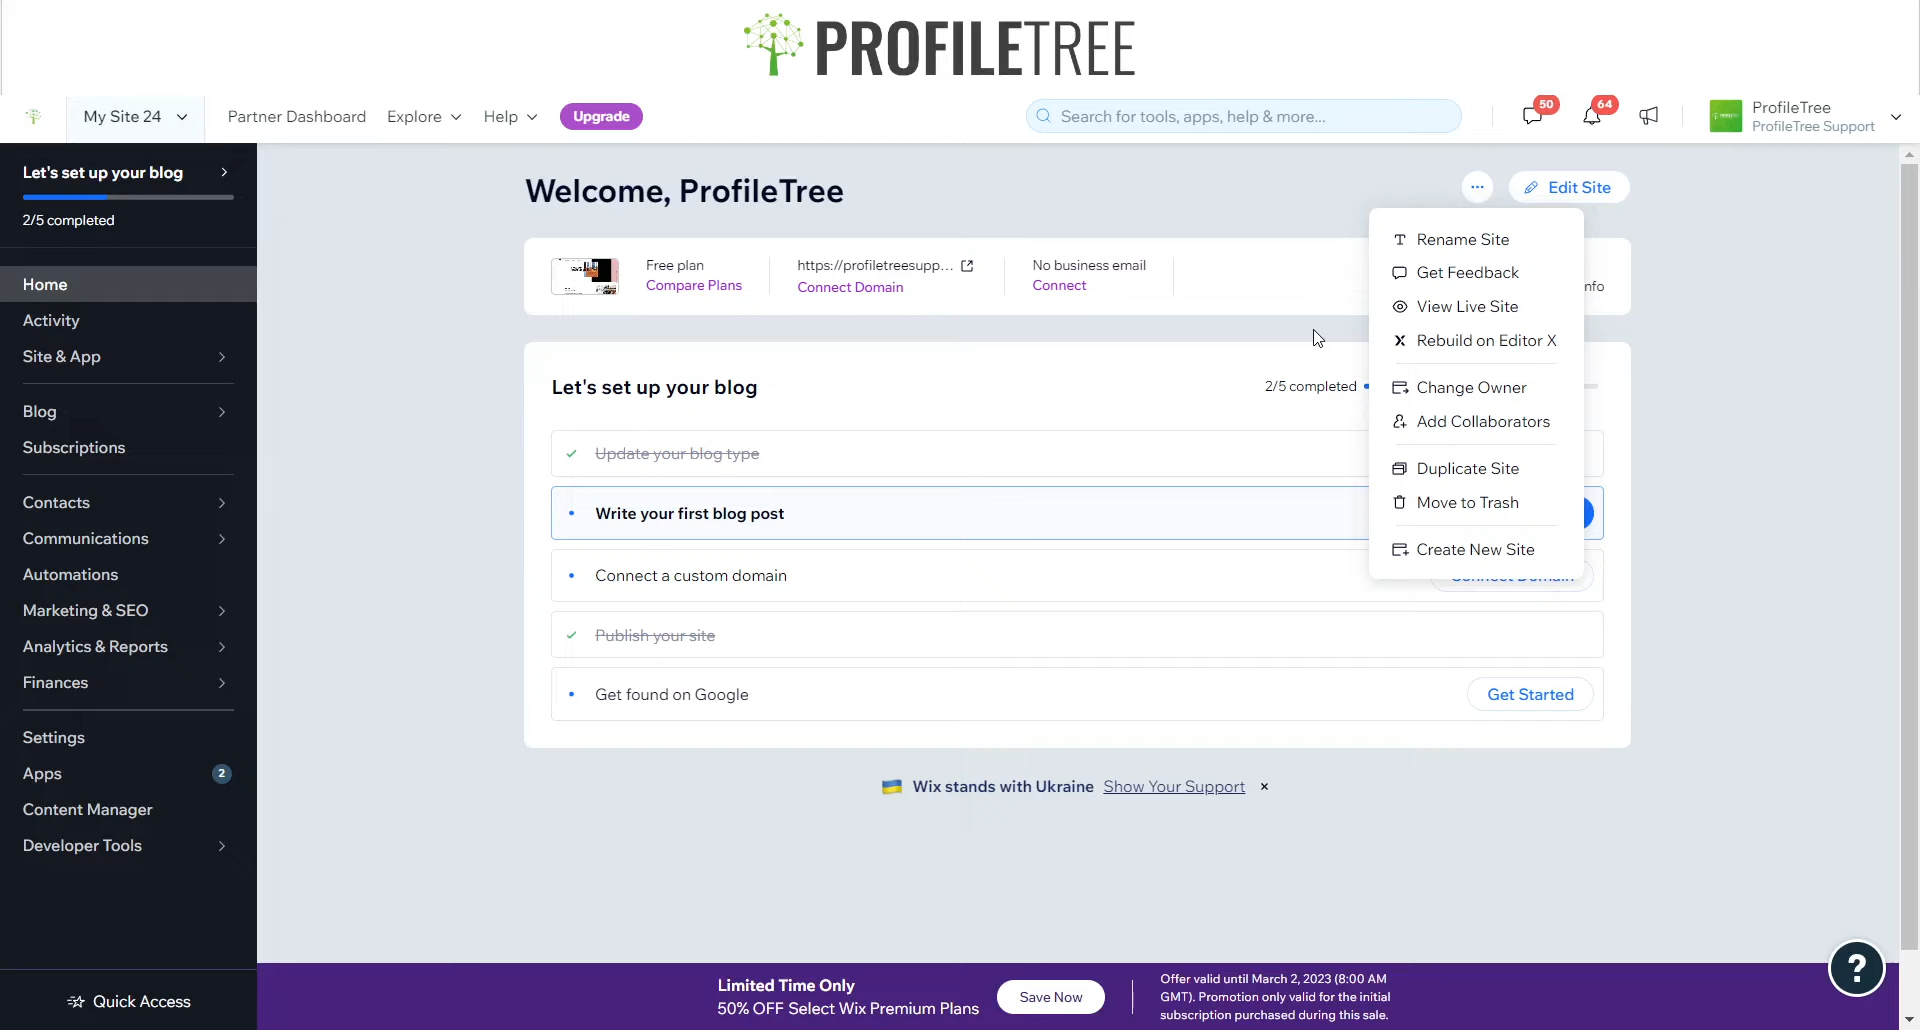 PROFILETREE
My Site 24
Partner Dashboard
Explore
Help
Upgrade
Search for tools, apps, help & more...
50
64
ProfileTree
ProfileTree Support
Let's set up your blog
2/5 completed
Home
Activity
Site & App
Blog
Subscriptions
Contacts
Communications
Automations
Marketing & SEO
Analytics & Reports
Finances
Settings
Apps
2
Content Manager
Developer Tools
Quick Access
Welcome, ProfileTree
Edit Site
Free plan
Compare Plans
https://profiletreesupp...
Connect Domain
No business email
Connect
nfo
Rename Site
Get Feedback
View Live Site
Rebuild on Editor X
Change Owner
Add Collaborators
Duplicate Site
Move to Trash
Create New Site
Let's set up your blog
2/5 completed
Update your blog type
Write your first blog post
Connect a custom domain
Connect Domain
Publish your site
Get found on Google
Get Started
Wix stands with Ukraine Show Your Support
Limited Time Only
50% OFF Select Wix Premium Plans
Save Now
Offer valid until March 2, 2023 (8:00 AM
GMT). Promotion only valid for the initial
subscription purchased during this sale.
?